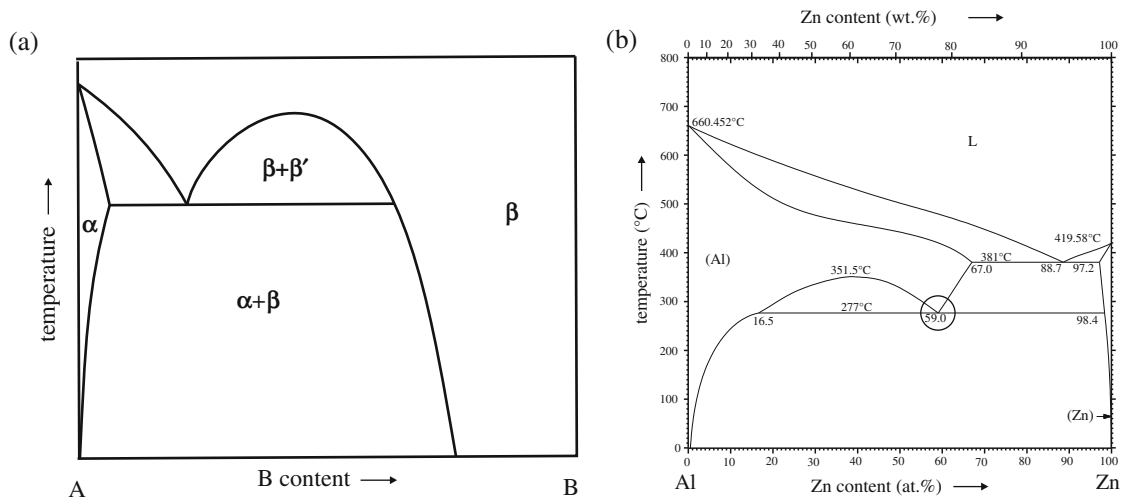 (a)
temperature
α
β+β′
β
α+β
A
B content
B
(b)
Zn content (wt.%)
0 10 20 30 40 50 60 70 80 90 100
800
700
600
500
400
300
200
100
0
temperature (°C)
660.452°C
L
419.58°C
(Al)
381°C
67.0
88.7
97.2
351.5°C
277°C
16.5
59.0
98.4
(Zn)
0 10 20 30 40 50 60 70 80 90 100
Al
Zn content (at.%)
Zn